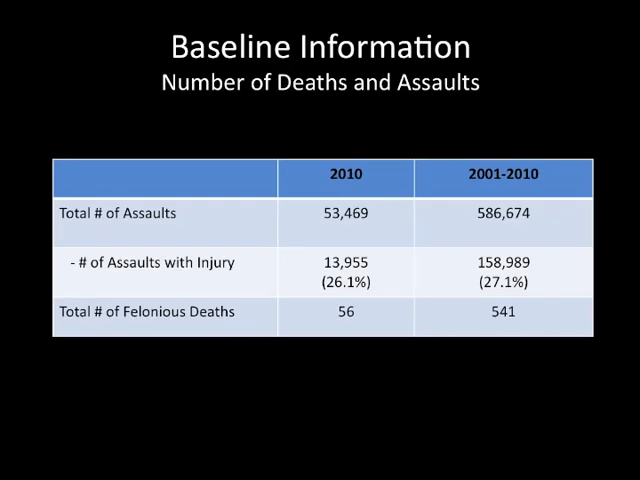 Baseline Information
Number of Deaths and Assaults
2010 2001-2010
Total # of Assaults 53,469 586,674
- # of Assaults with Injury 13,955 158,989
(26.1%) (27.1%)
Total # of Felonious Deaths 56 541